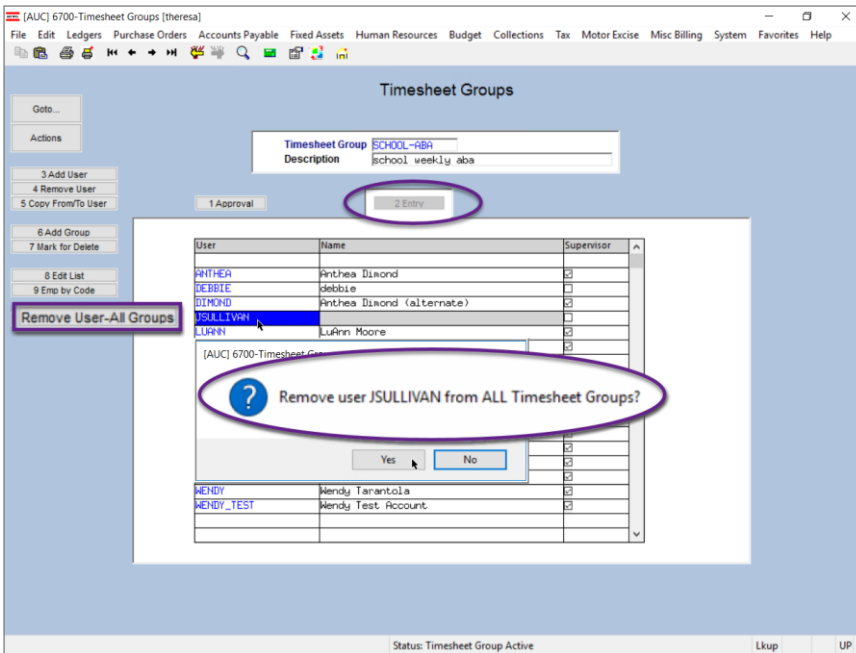 [AUC] 6700-Timesheet Groups [theresa]
File Edit Ledgers Purchase Orders Accounts Payable Fixed Assets Human Resources Budget Collections Tax Motor Excise Misc Billing System Favorites Help
Timesheet Groups
Goto...
Actions
Timesheet Group SCHOOL-ABA
Description school weekly aba
3 Add User
4 Remove User
5 Copy From/To User
1 Approval
2 Entry
6 Add Group
7 Mark for Delete
8 Edit List
9 Emp by Code
Remove User-All Groups
User Name Supervisor
ANTHEA Anthea Dimond
DEBBIE debbie
DIMOND Anthea Dimond (alternate)
JSULLIVAN
LUANN LuAnn Moore
[AUC] 6700-Timesheet Gro
Remove user JSULLIVAN from ALL Timesheet Groups?
Yes No
WENDY Wendy Tarantola
WENDY_TEST Wendy Test Account
Status: Timesheet Group Active Lkup UP